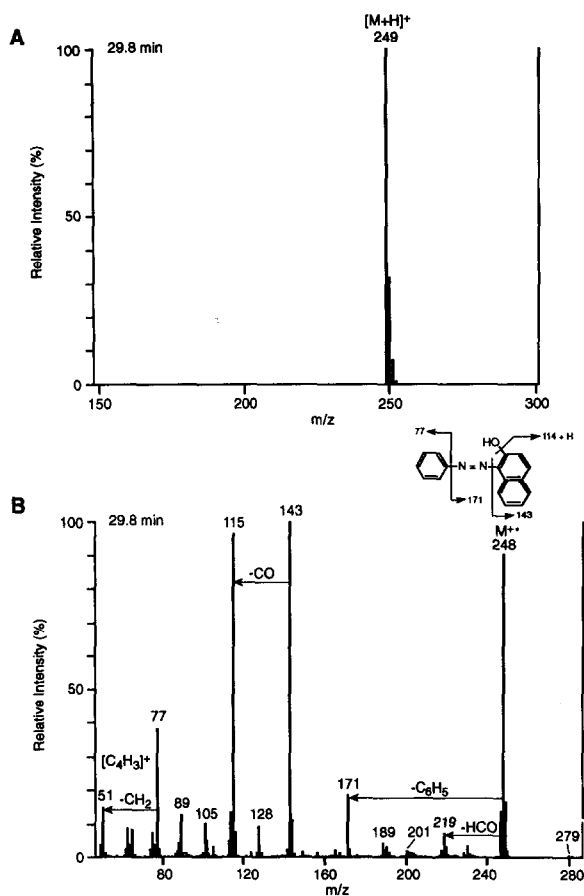 A
29.8 min
[M+H]+
249
100
50
0
Relative Intensity (%)
150
200
250
300
m/z
77
HO
114 + H
N = N
171
143
B
29.8 min
115
143
M+•
248
-CO
100
50
0
Relative Intensity (%)
77
[C4H3]+
51
-CH2
89
105
128
171
-C6H5
189
201
219
-HCO
279
60
120
160
200
240
280
m/z